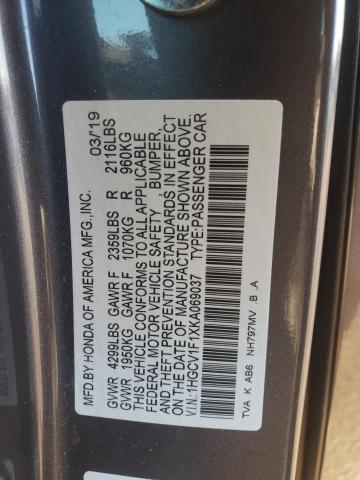 MFD.BY HONDA OF AMERICA MFG.,INC. 03/19
GVWR 4299LBS GAWR F 2359LBS R 2116LBS
GVWR 1950KG GAWR F 1070KG R 960KG
THIS VEHICLE CONFORMS TO ALL APPLICABLE
FEDERAL MOTOR VEHICLE SAFETY , BUMPER,
AND THEFT PREVENTION STANDARDS IN EFFECT
ON THE DATE OF MANUFACTURE SHOWN ABOVE.
V.I.N.:1HGCV1F1XKA069037 TYPE:PASSENGER CAR
TVA K AB6 NH797MV .B .A